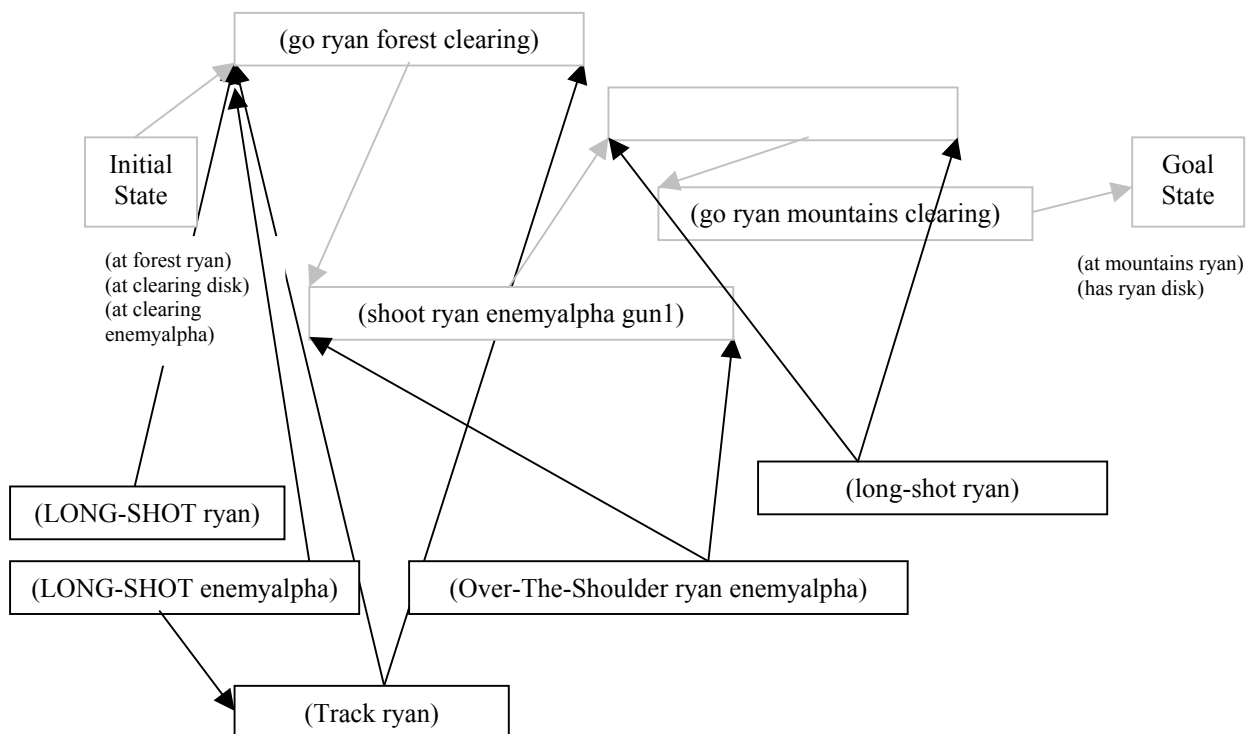 (go ryan forest clearing)
Initial
State
Goal
State
(go ryan mountains clearing)
(at forest ryan)
(at clearing disk)
(at clearing
enemyalpha)
(at mountains ryan)
(has ryan disk)
(shoot ryan enemyalpha gun1)
(long-shot ryan)
(LONG-SHOT ryan)
(LONG-SHOT enemyalpha)
(Over-The-Shoulder ryan enemyalpha)
(Track ryan)